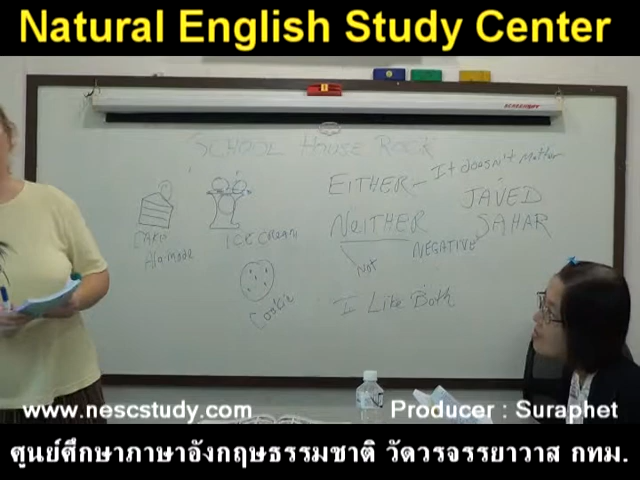 Natural English Study Center
SCHOOL HOUSE ROCK
EITHER - It doesn't matter
JAVED
NEITHER
SAHAR
NEGATIVE
Not
CAKE
Ala-mode
ICE CREAM
Cookie
I Like Both
www.nescstudy.com
Producer : Suraphet
ศูนย์ศึกษาภาษาอังกฤษธรรมชาติ วัดวรจรรยาวาส กทม.